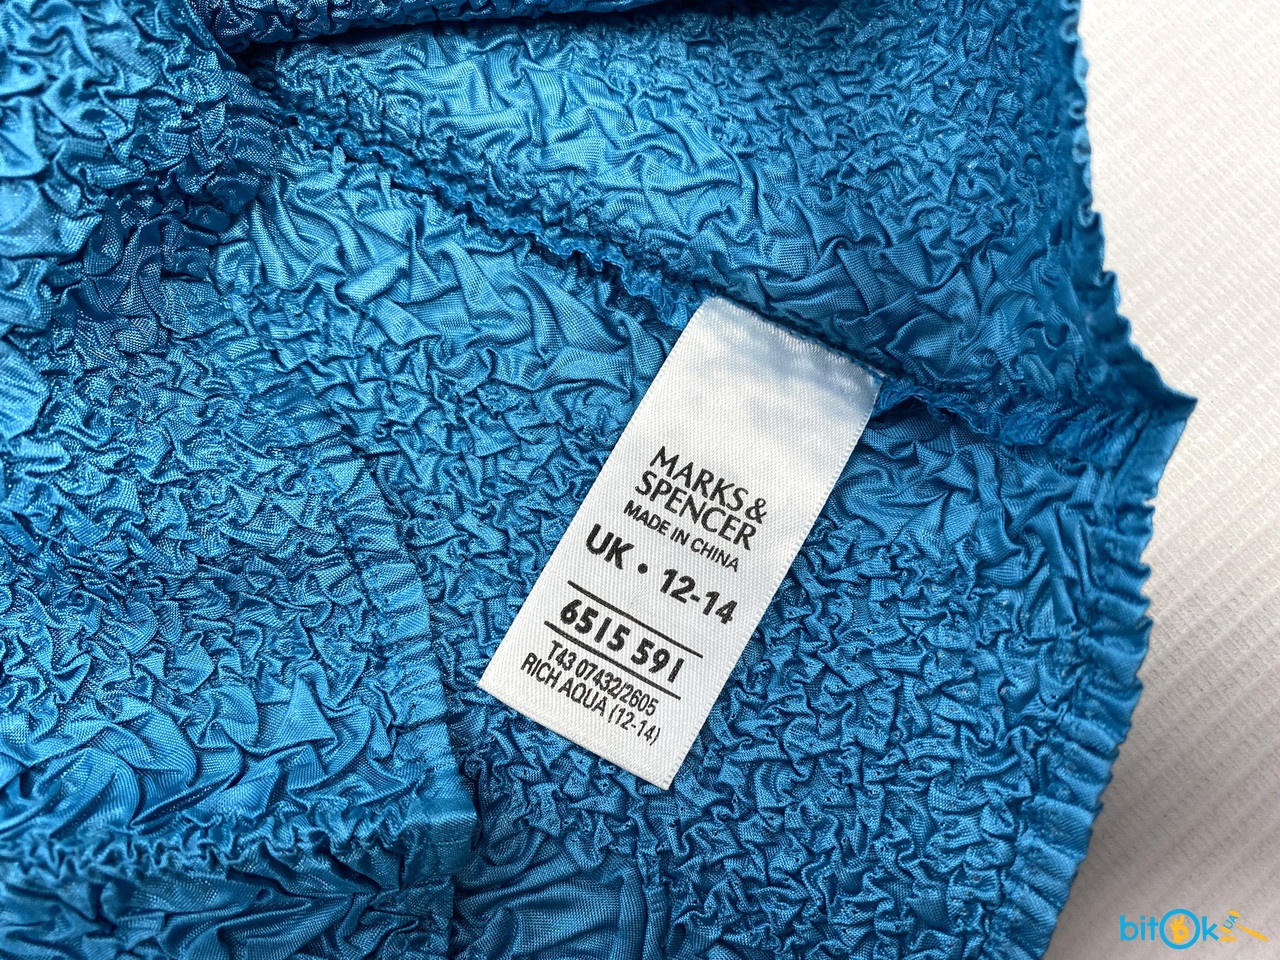 MARKS &
SPENCER
MADE IN CHINA
UK • 12-14
6515 591
T43 07432/2605
RICH AQUA (12-14)
bitOk